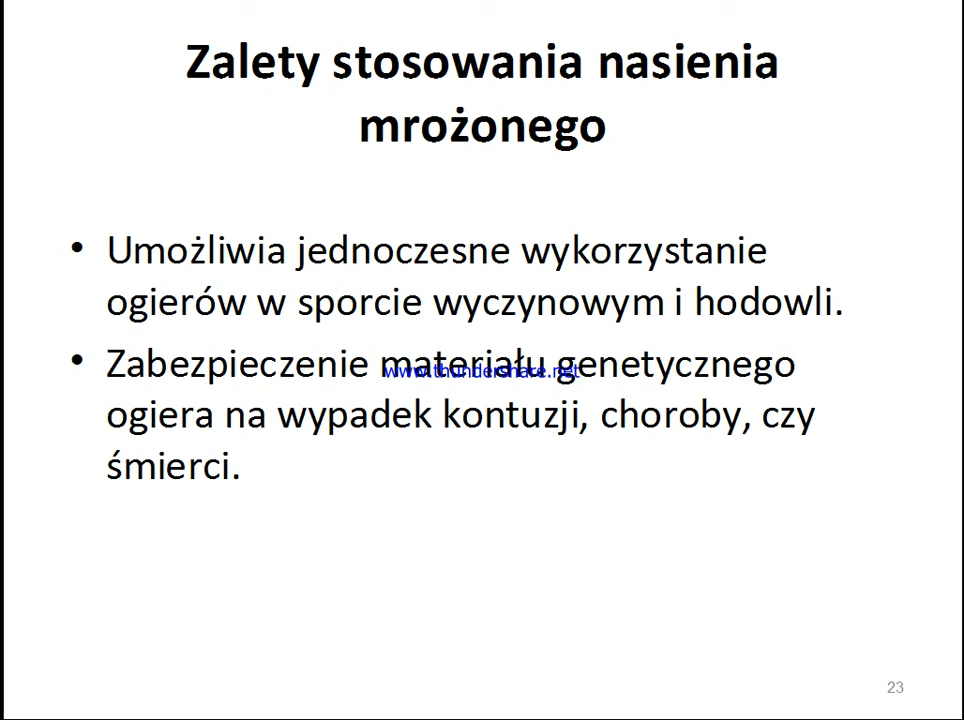 Zalety stosowania nasienia
mrożonego
• Umożliwia jednoczesne wykorzystanie
ogierów w sporcie wyczynowym i hodowli.
• Zabezpieczenie materiału genetycznego
www.thundershare.net
ogiera na wypadek kontuzji, choroby, czy
śmierci.
23